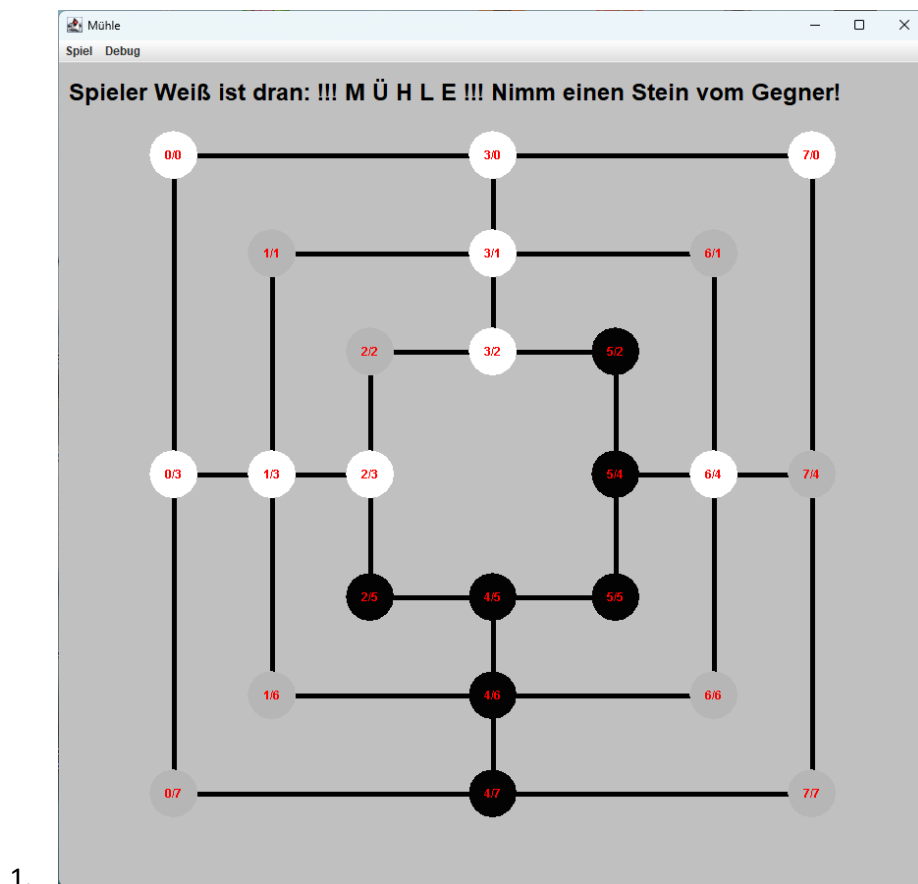 Mühle
Spiel Debug
Spieler Weiß ist dran: !!! M Ü H L E !!! Nimm einen Stein vom Gegner!
0/0 3/0 7/0
1/1 3/1 6/1
2/2 3/2 5/2
0/3 1/3 2/3 5/4 6/4 7/4
2/5 4/5 5/5
1/6 4/6 6/6
0/7 4/7 7/7
1.